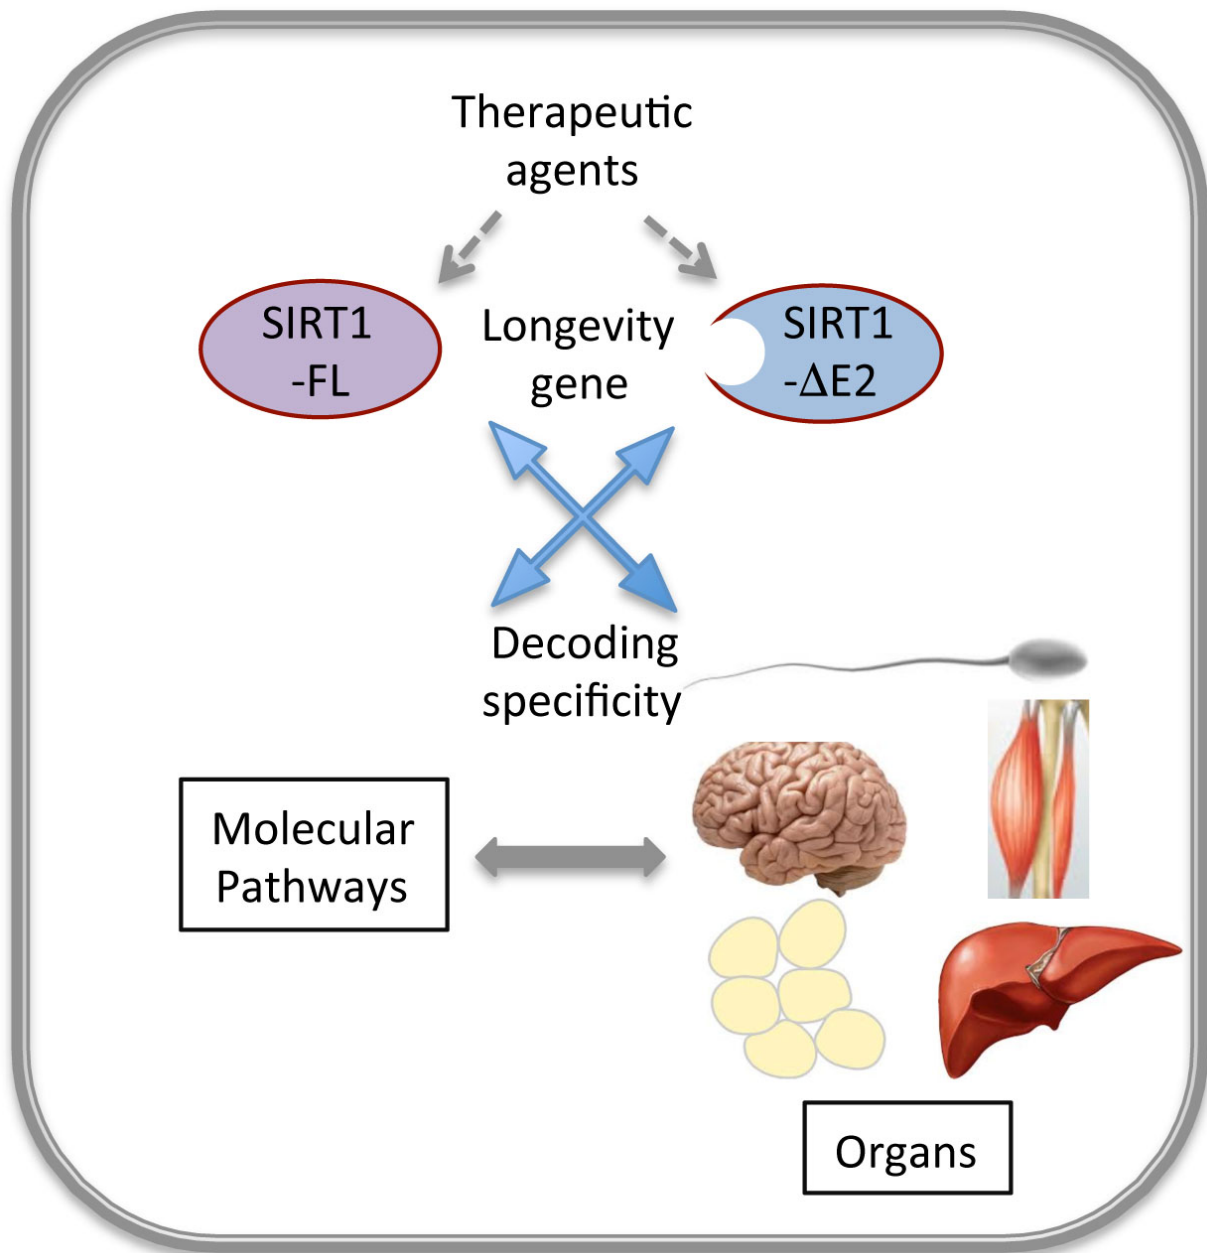 Therapeutic
agents
SIRT1
-FL
Longevity
gene
SIRT1
-ΔE2
Decoding
specificity
Molecular
Pathways
Organs